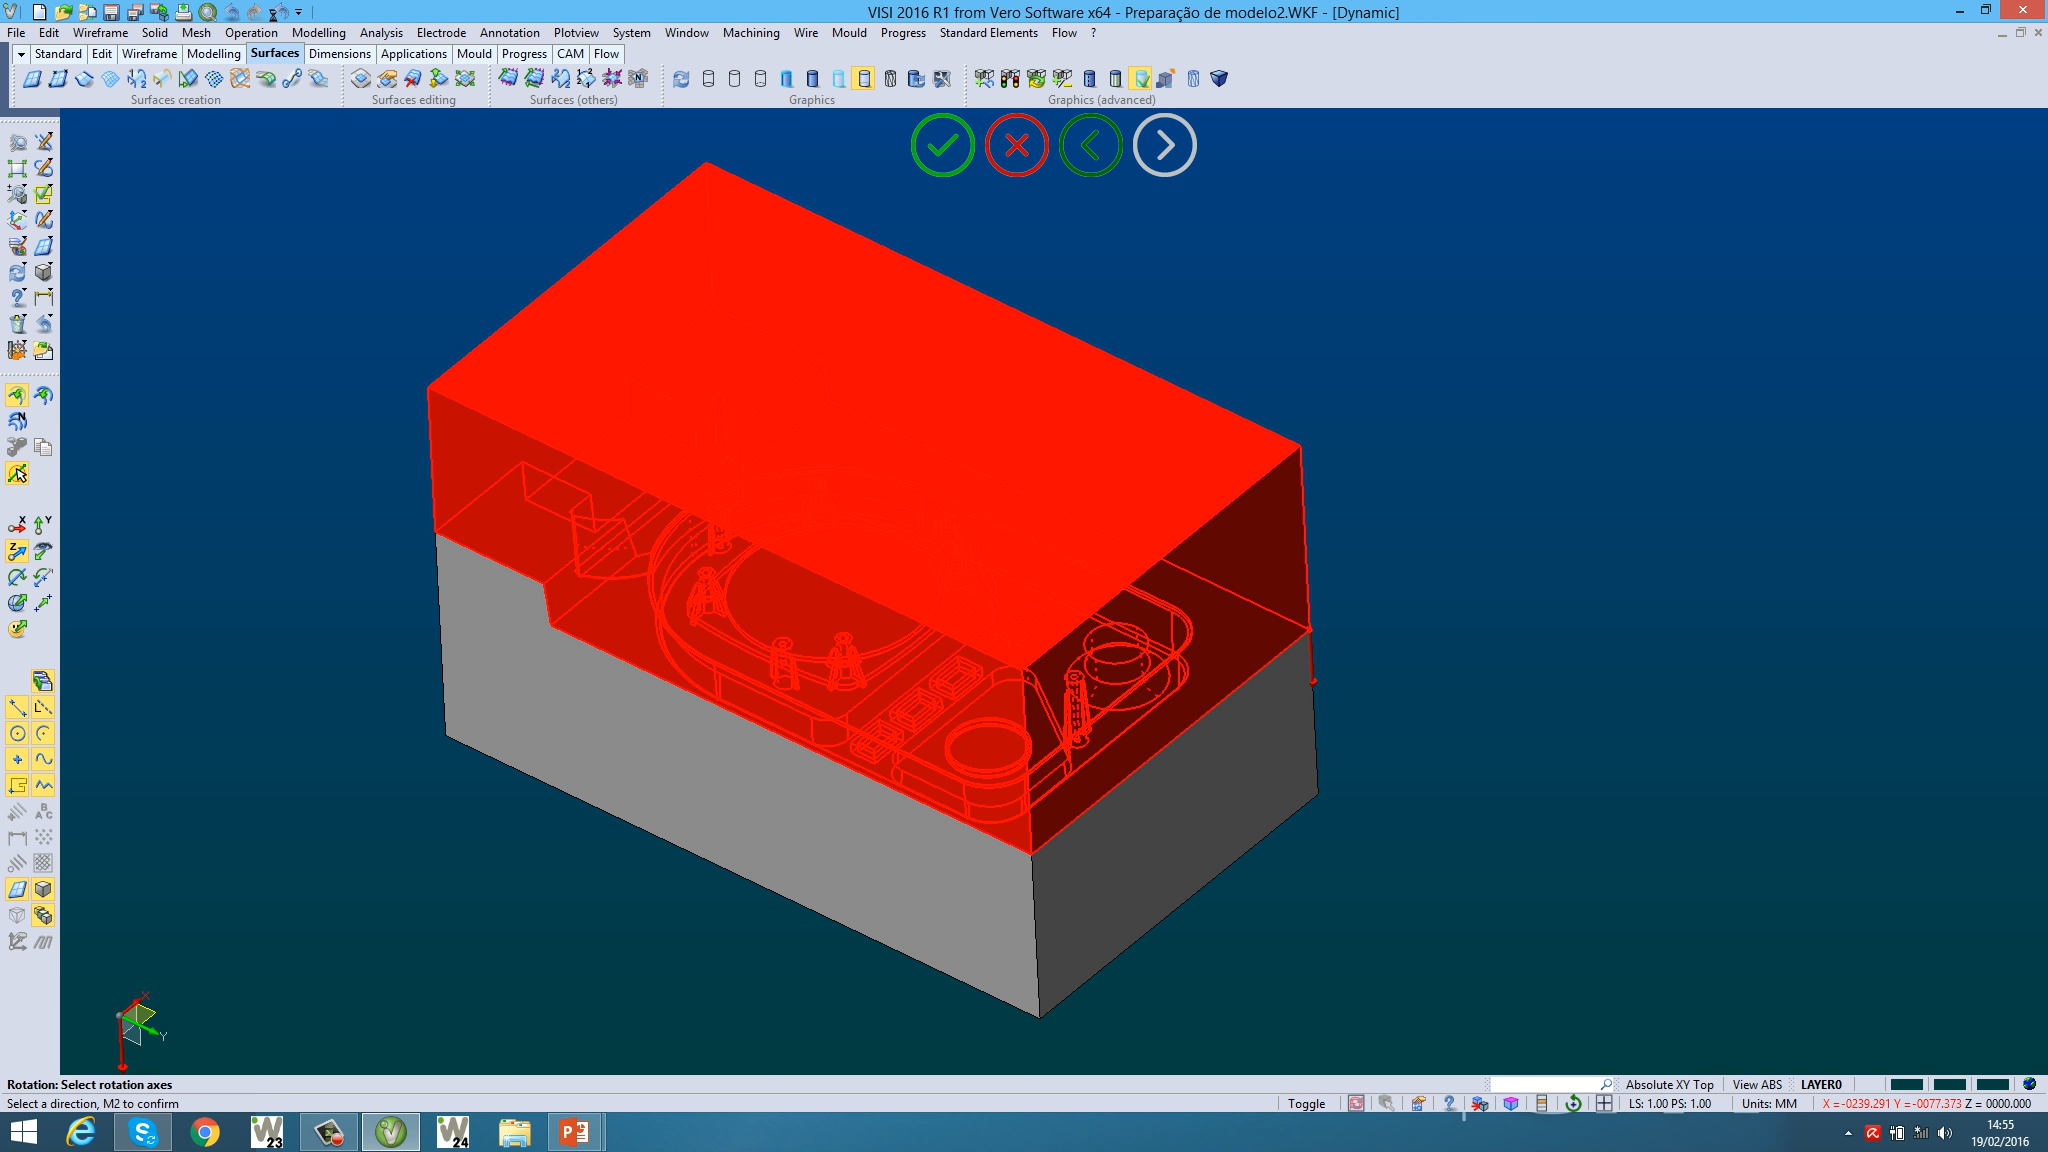 VISI 2016 R1 from Vero Software x64 - Preparação de modelo2.WKF - [Dynamic]
File Edit Wireframe Solid Mesh Operation Modelling Analysis Electrode Annotation Plotview System Window Machining Wire Mould Progress Standard Elements Flow ?
Standard Edit Wireframe Modelling Surfaces Dimensions Applications Mould Progress CAM Flow
Surfaces creation Surfaces editing Surfaces (others) Graphics Graphics (advanced)
N
X Y
Z
L
B
A C
X
Y
Rotation: Select rotation axes Absolute XY Top View ABS LAYER0
Select a direction, M2 to confirm Toggle LS: 1.00 PS: 1.00 Units: MM X =-0239.291 Y =-0077.373 Z = 0000.000
S W 23 W 24 P
14:55
19/02/2016